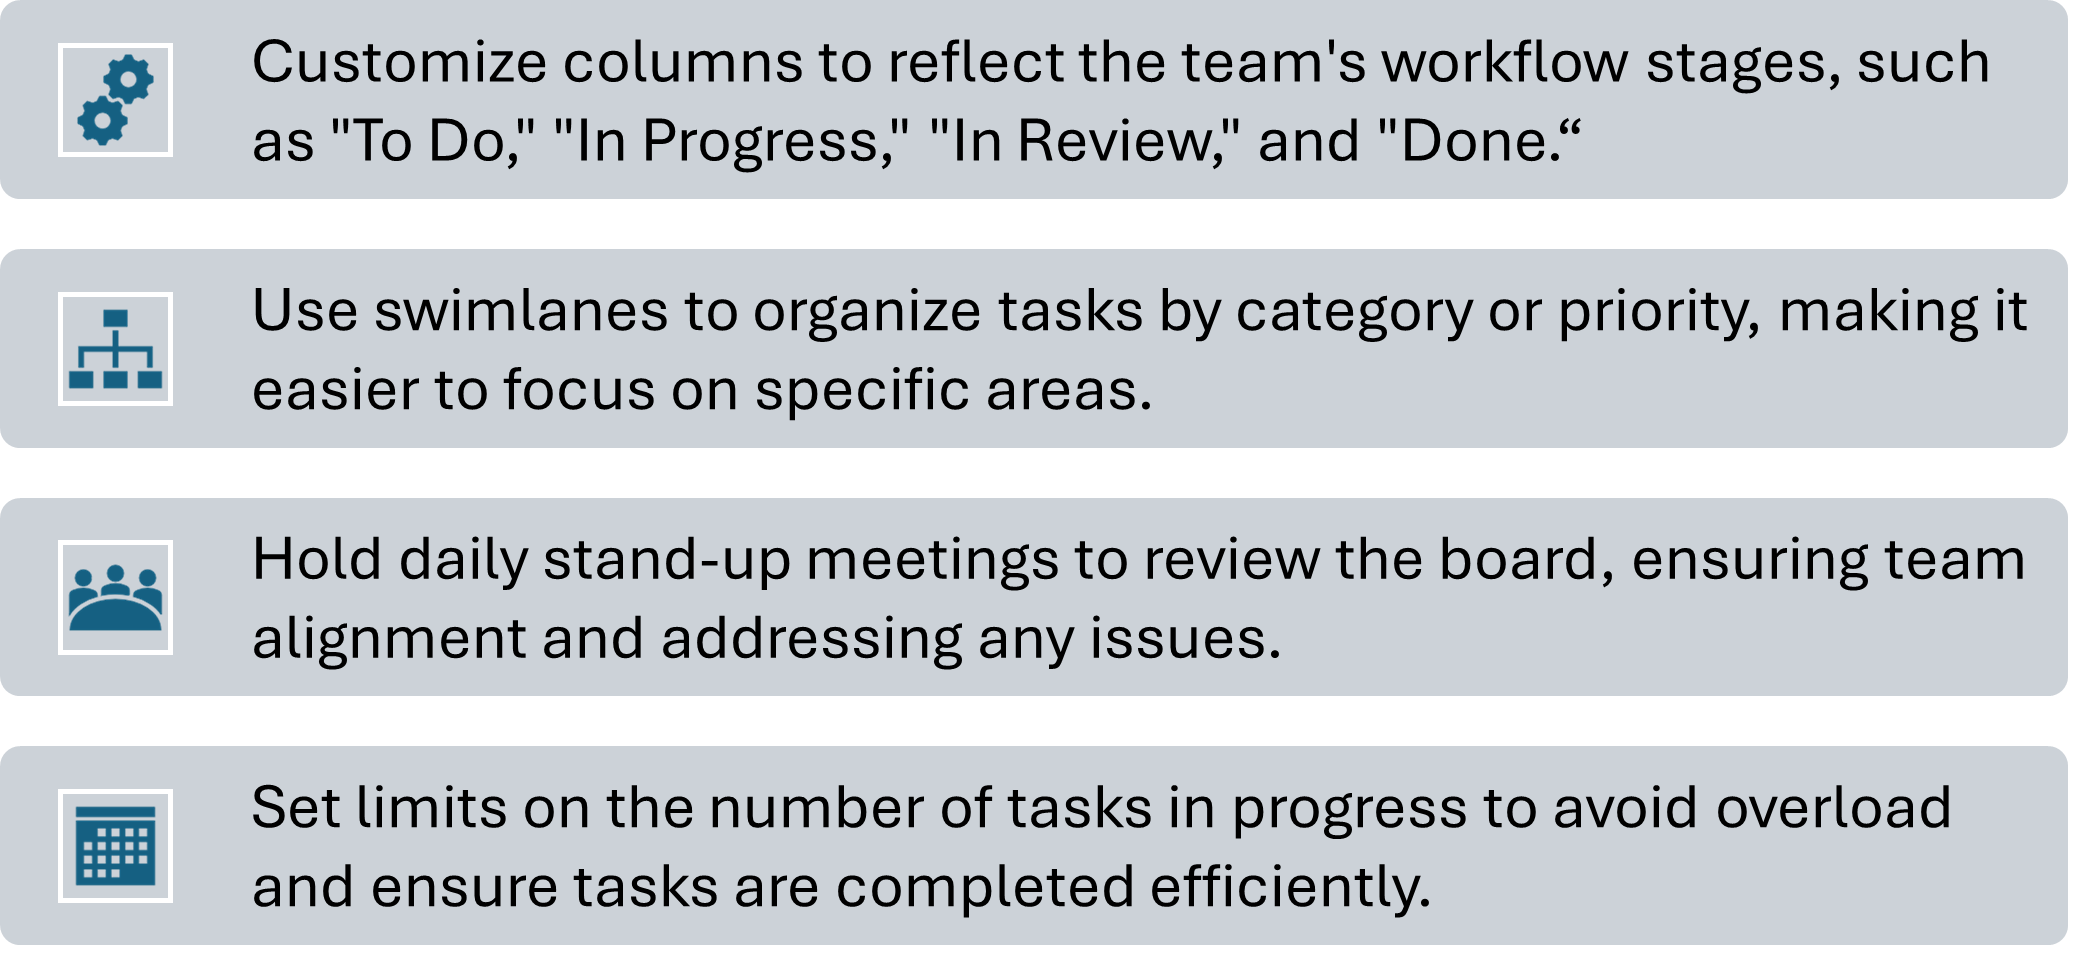 Customize columns to reflect the team's workflow stages, such
as "To Do," "In Progress," "In Review," and "Done.“
Use swimlanes to organize tasks by category or priority, making it
easier to focus on specific areas.
Hold daily stand-up meetings to review the board, ensuring team
alignment and addressing any issues.
Set limits on the number of tasks in progress to avoid overload
and ensure tasks are completed efficiently.